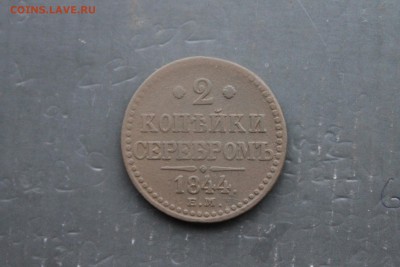 COINS.LAVE.RU
2
КОПѢЙКИ
СЕРЕБРОМЪ
1844.
Е.М.